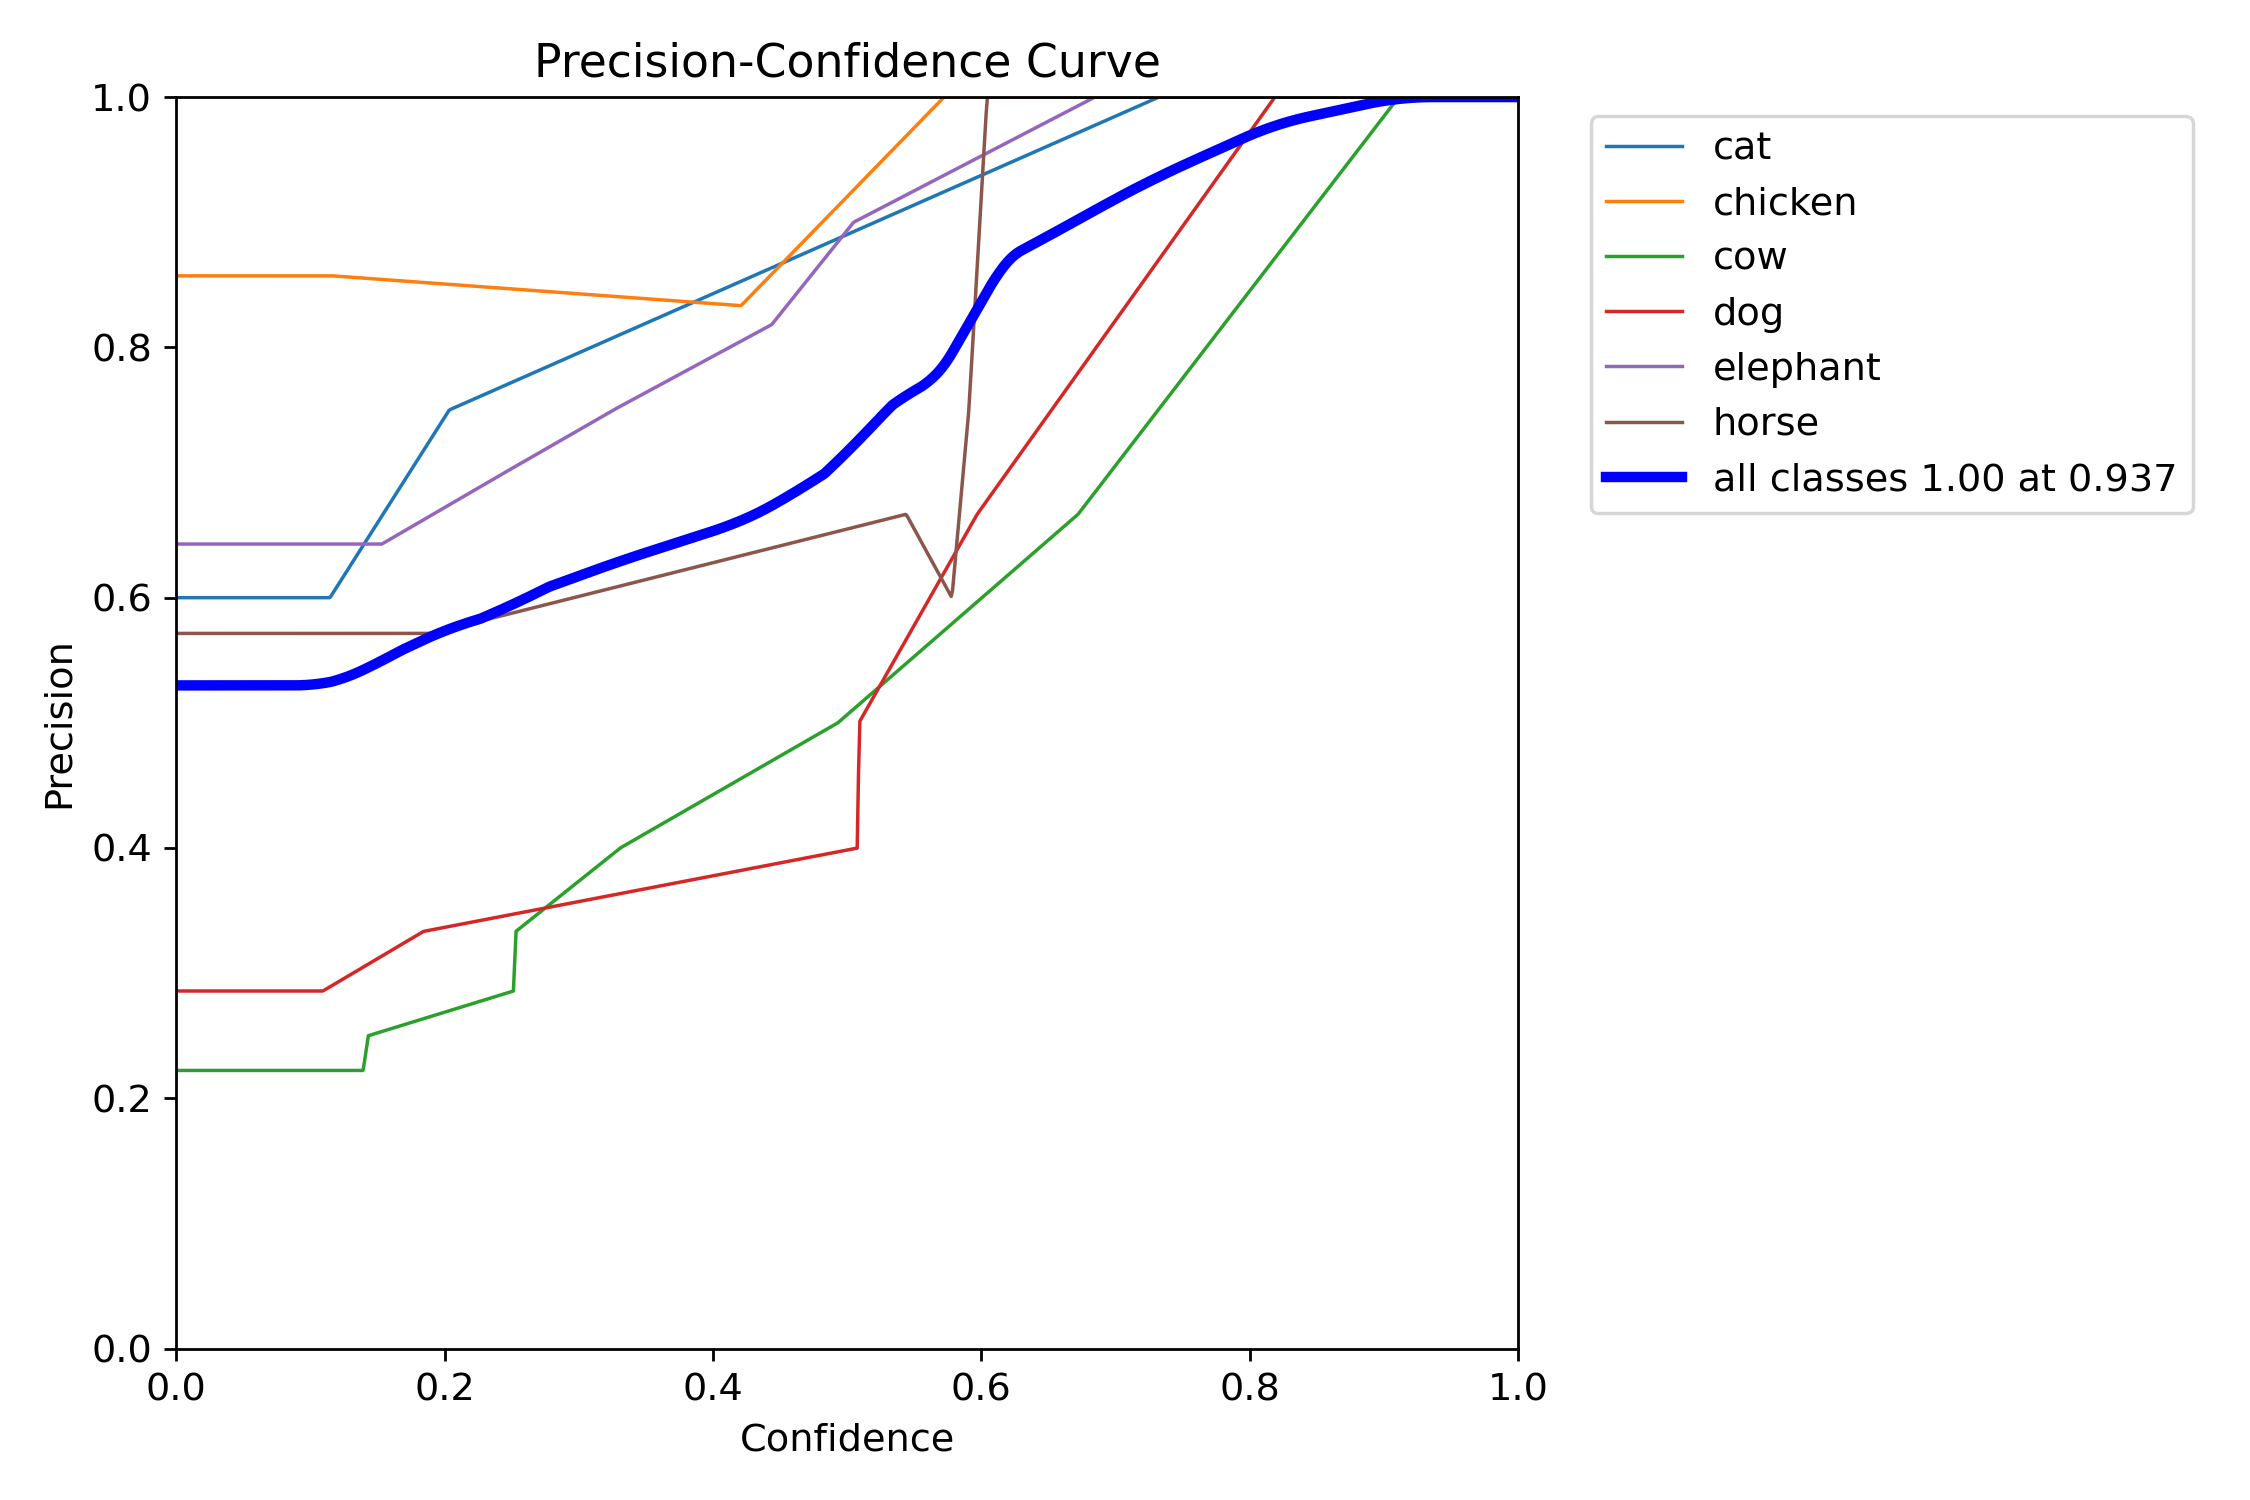 Precision-Confidence Curve
1.0
0.8
0.6
0.4
0.2
0.0
Precision
0.0 0.2 0.4 0.6 0.8 1.0
Confidence
cat
chicken
cow
dog
elephant
horse
all classes 1.00 at 0.937